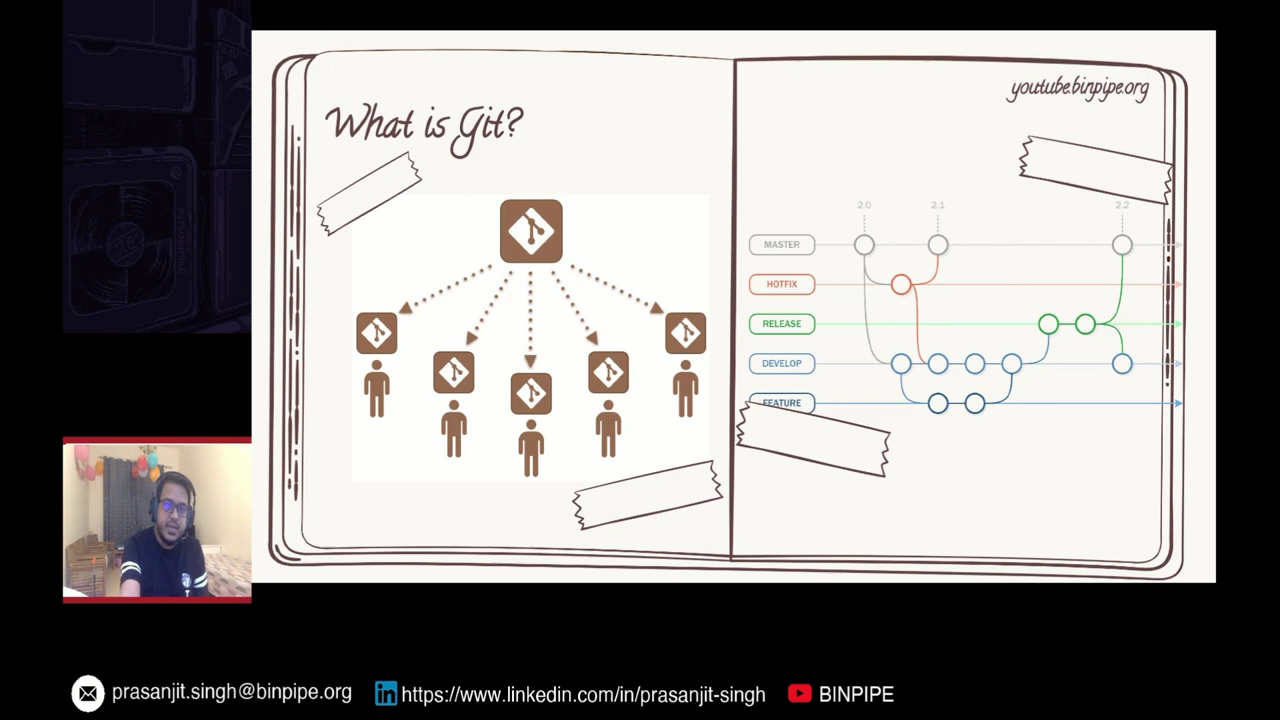 youtube.binpipe.org
What is Git?
2.0
2.1
2.2
MASTER
HOTFIX
RELEASE
DEVELOP
FEATURE
prasanjit.singh@binpipe.org
in
https://www.linkedin.com/in/prasanjit-singh
BINPIPE